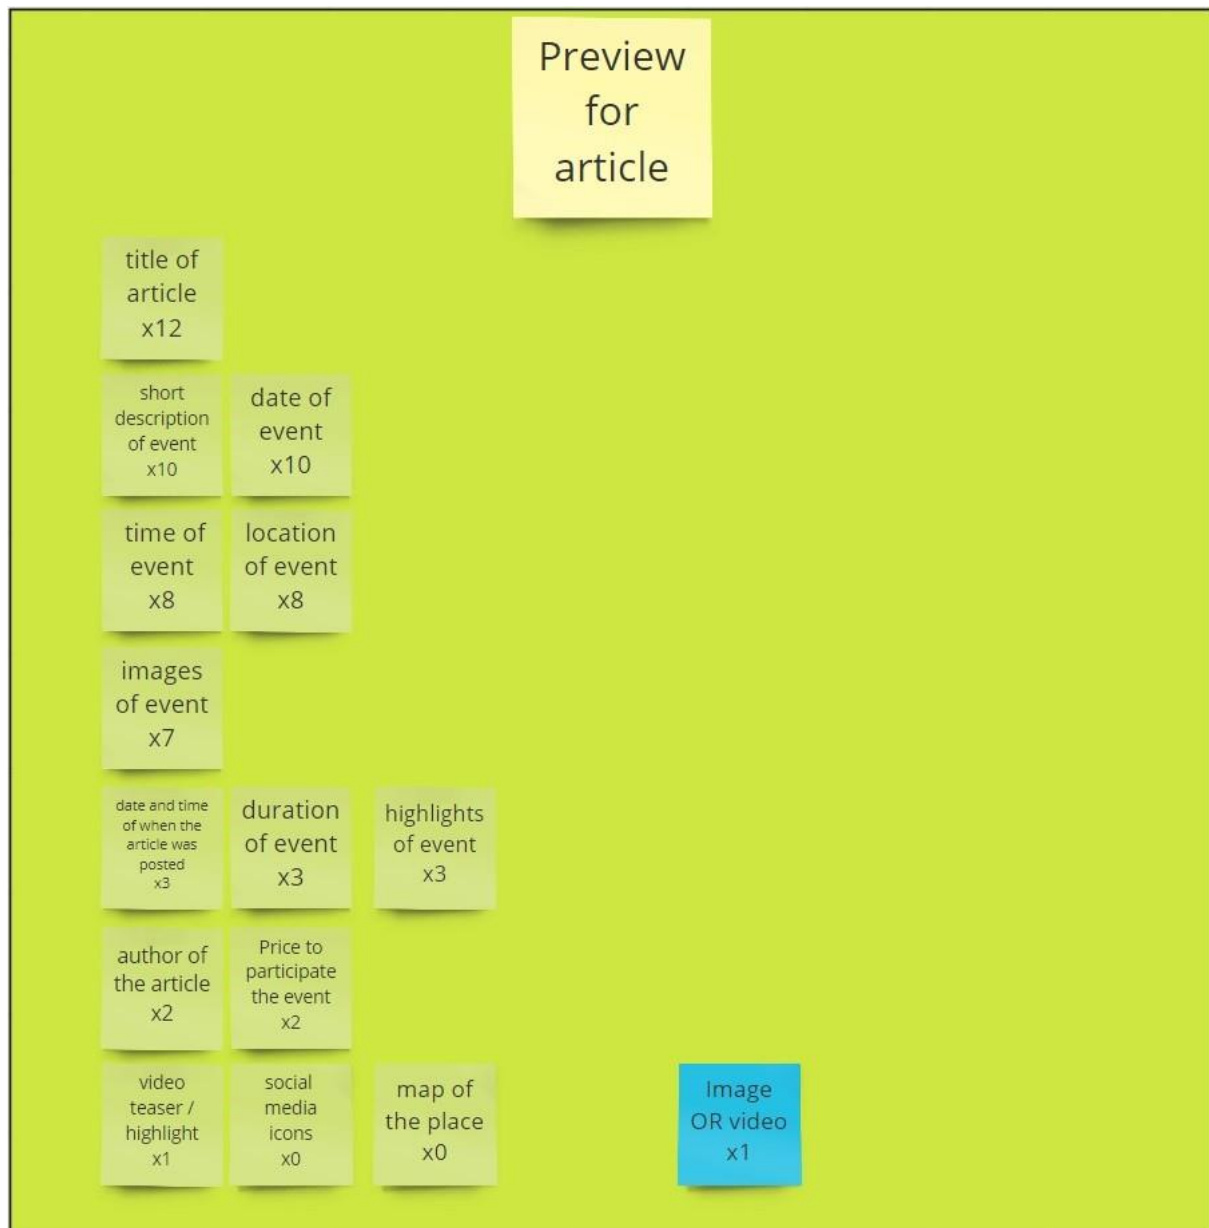 Preview
for
article
title of
article
x12
short
description
of event
x10
date of
event
x10
time of
event
x8
location
of event
x8
images
of event
x7
date and time
of when the
article was
posted
x3
duration
of event
x3
highlights
of event
x3
author of
the article
x2
Price to
participate
the event
x2
video
teaser /
highlight
x1
social
media
icons
x0
map of
the place
x0
Image
OR video
x1